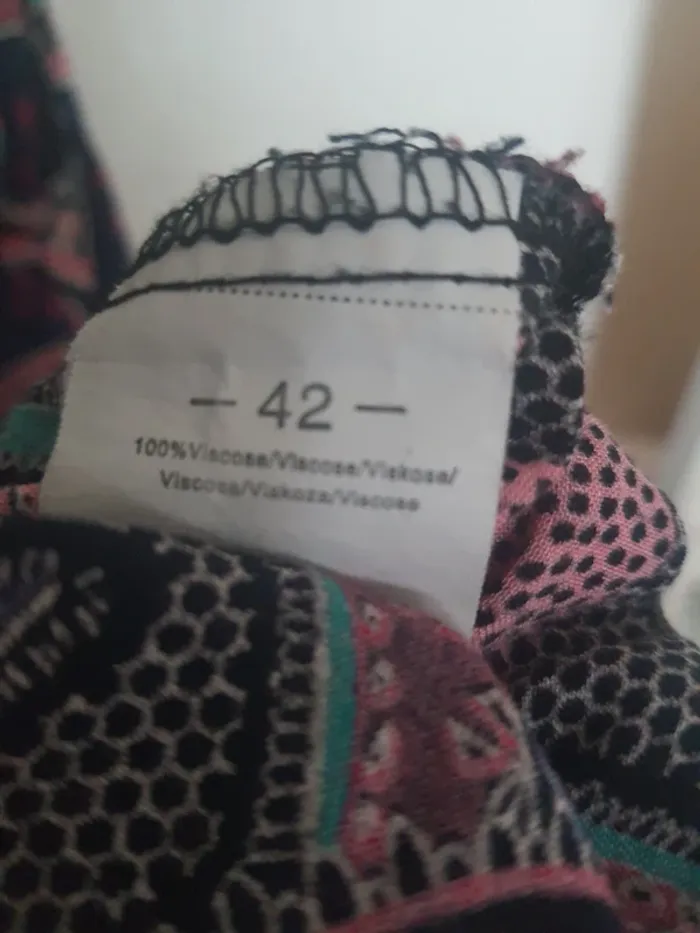 — 42 —
100%Viscose/Viscose/Viskose/
Viscosa/Viskoza/Viscose